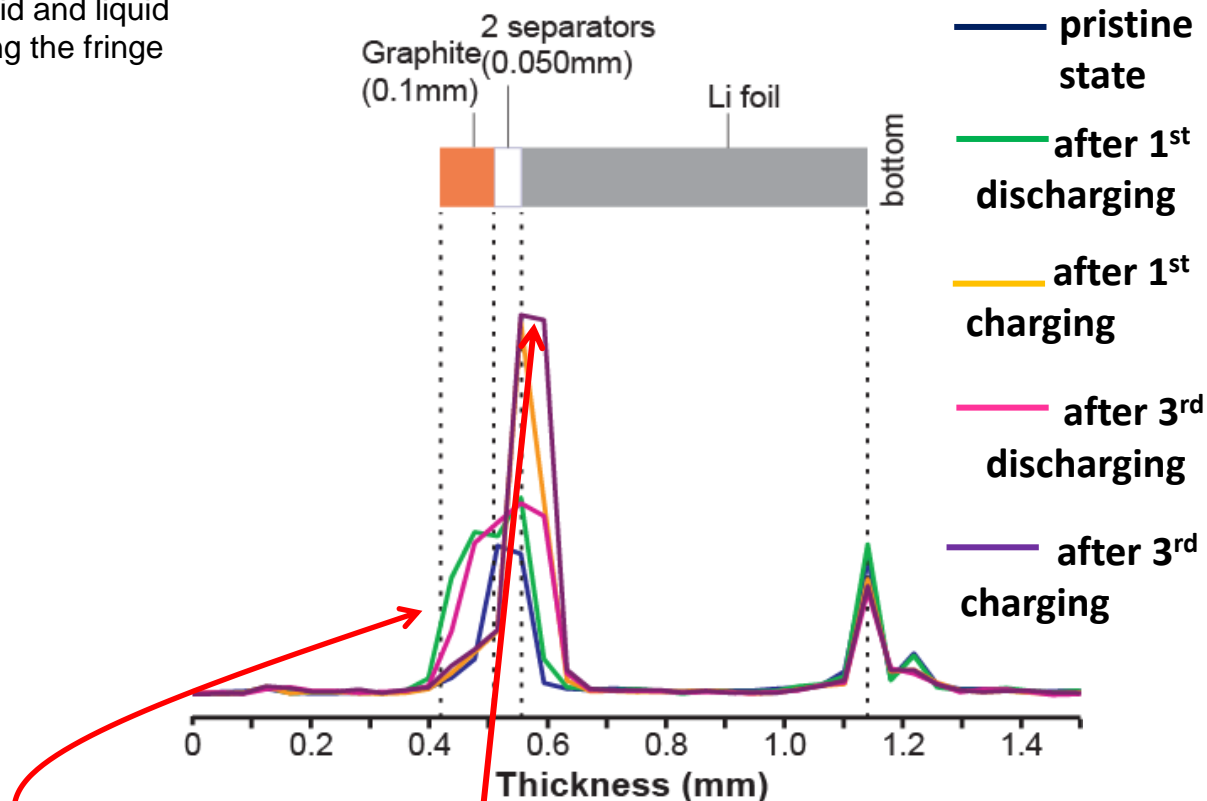 id and liquid
g the fringe
2 separators
Graphite(0.050mm)
(0.1mm)
Li foil
bottom
pristine
state
after 1st
discharging
after 1st
charging
after 3rd
discharging
after 3rd
charging
0 0.2 0.4 0.6 0.8 1.0 1.2 1.4
Thickness (mm)